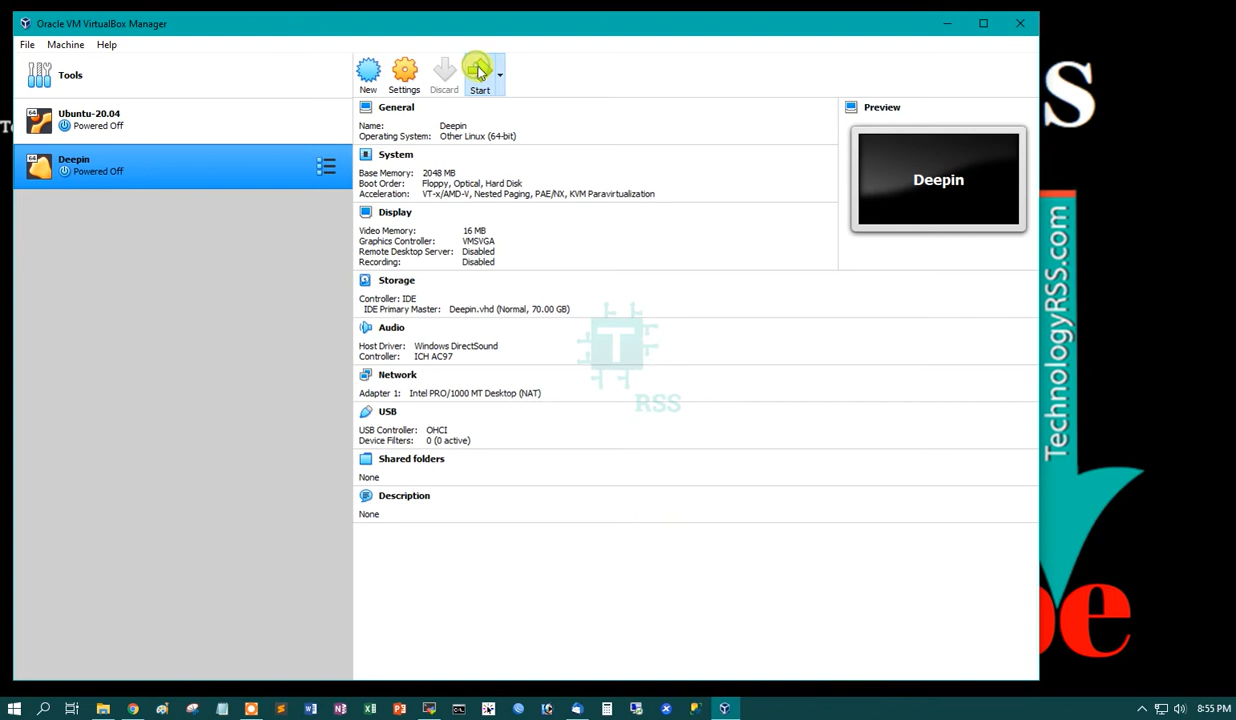 Oracle VM VirtualBox Manager
File Machine Help
Tools
New Settings Discard Start
64 Ubuntu-20.04
Powered Off
64 Deepin
Powered Off
General
Name: Deepin
Operating System: Other Linux (64-bit)
System
Base Memory: 2048 MB
Boot Order: Floppy, Optical, Hard Disk
Acceleration: VT-x/AMD-V, Nested Paging, PAE/NX, KVM Paravirtualization
Display
Video Memory: 16 MB
Graphics Controller: VMSVGA
Remote Desktop Server: Disabled
Recording: Disabled
Storage
Controller: IDE
IDE Primary Master: Deepin.vhd (Normal, 70.00 GB)
Audio
Host Driver: Windows DirectSound
Controller: ICH AC97
Network
Adapter 1: Intel PRO/1000 MT Desktop (NAT)
USB
USB Controller: OHCI
Device Filters: 0 (0 active)
Shared folders
None
Description
None
Preview
Deepin
T
RSS
S
TechnologyRSS.com
be
8:55 PM